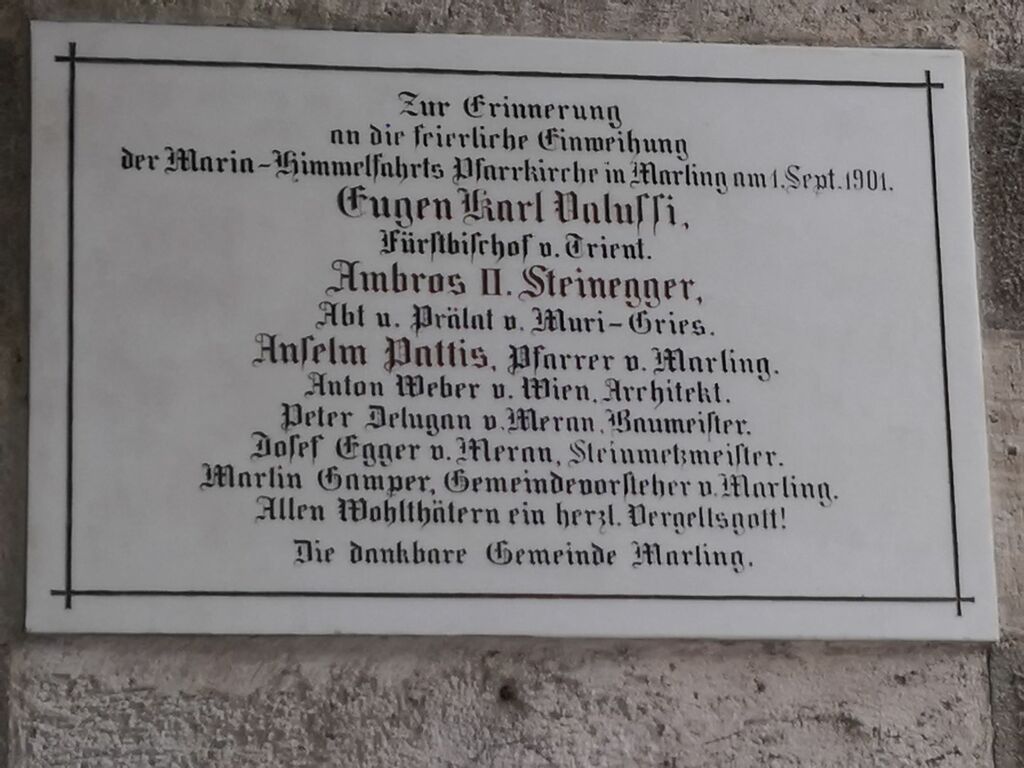 Zur Erinnerung
an die feierliche Einweihung
der Maria-Himmelfahrts Pfarrkirche in Marling am 1. Sept. 1901.
Eugen Karl Valussi,
Fürstbischof v. Trient.
Ambros II. Steinegger,
Abt u. Prälat v. Muri-Gries.
Anselm Pattis, Pfarrer v. Marling.
Anton Weber v. Wien, Architekt.
Peter Delugan v. Meran, Baumeister.
Josef Egger v. Meran, Steinmetzmeister.
Martin Gamper, Gemeindevorsteher v. Marling.
Allen Wohlthätern ein herzl. Vergeltsgott!
Die dankbare Gemeinde Marling.